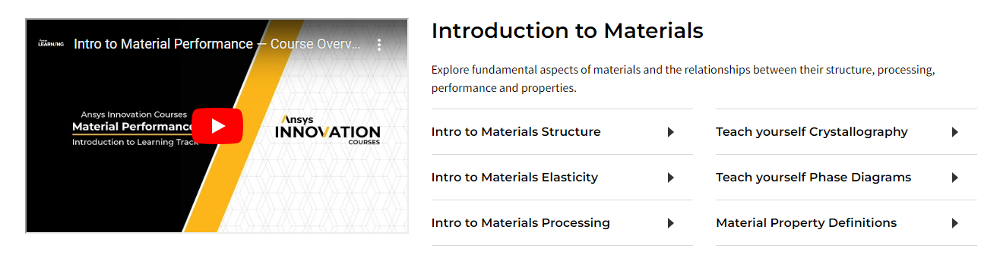 Ansys
LEARN/NG
Intro to Material Performance — Course Overv...
Ansys Innovation Courses
Material Performance
Introduction to Learning Track
Ansys
INNOVATION
COURSES
Introduction to Materials
Explore fundamental aspects of materials and the relationships between their structure, processing,
performance and properties.
Intro to Materials Structure
Teach yourself Crystallography
Intro to Materials Elasticity
Teach yourself Phase Diagrams
Intro to Materials Processing
Material Property Definitions